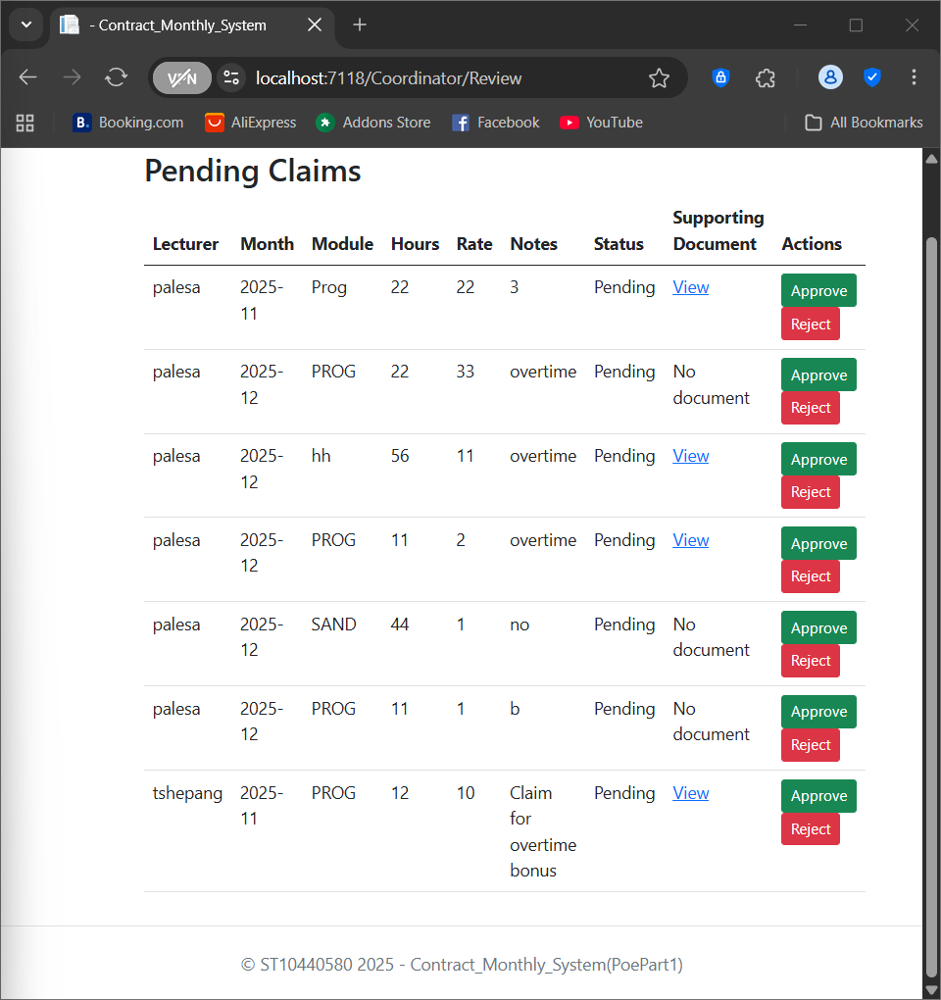 - Contract_Monthly_System
VPN
localhost:7118/Coordinator/Review
B. Booking.com AliExpress Addons Store Facebook YouTube All Bookmarks
Pending Claims
Lecturer Month Module Hours Rate Notes Status Supporting Document Actions
palesa 2025-11 Prog 22 22 3 Pending View Approve
Reject
palesa 2025-12 PROG 22 33 overtime Pending No document Approve
Reject
palesa 2025-12 hh 56 11 overtime Pending View Approve
Reject
palesa 2025-12 PROG 11 2 overtime Pending View Approve
Reject
palesa 2025-12 SAND 44 1 no Pending No document Approve
Reject
palesa 2025-12 PROG 11 1 b Pending No document Approve
Reject
tshepang 2025-11 PROG 12 10 Claim for overtime bonus Pending View Approve
Reject
© ST10440580 2025 - Contract_Monthly_System(PoePart1)